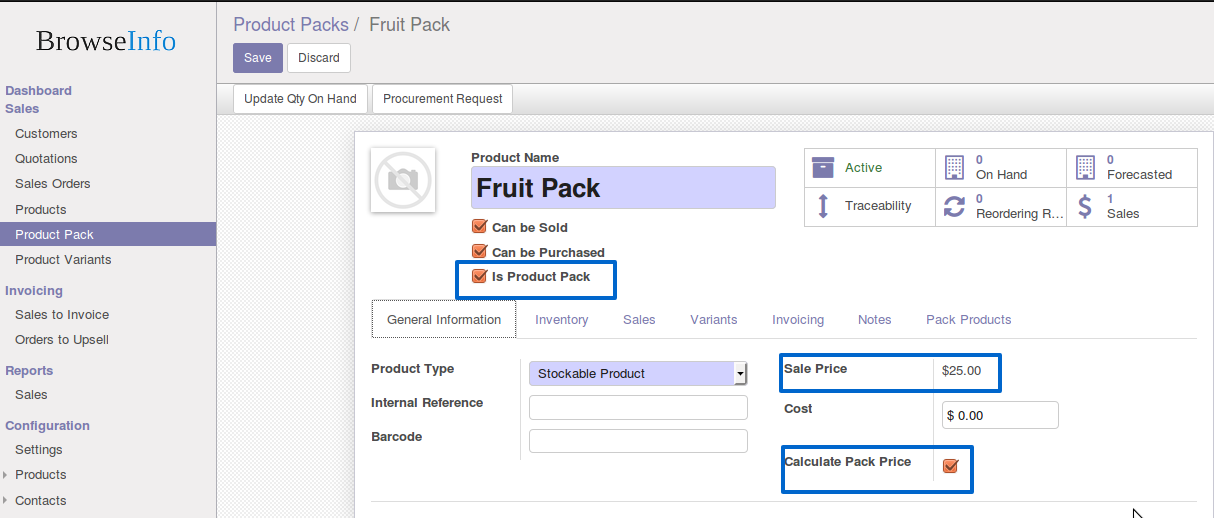 BrowseInfo
Dashboard
Sales
Customers
Quotations
Sales Orders
Products
Product Pack
Product Variants
Invoicing
Sales to Invoice
Orders to Upsell
Reports
Sales
Configuration
Settings
Products
Contacts
Product Packs / Fruit Pack
Save Discard
Update Qty On Hand Procurement Request
Product Name
Fruit Pack
Can be Sold
Can be Purchased
Is Product Pack
Active
0
On Hand
0
Forecasted
Traceability
0
Reordering R...
1
Sales
General Information Inventory Sales Variants Invoicing Notes Pack Products
Product Type Stockable Product
Internal Reference
Barcode
Sale Price $25.00
Cost $ 0.00
Calculate Pack Price